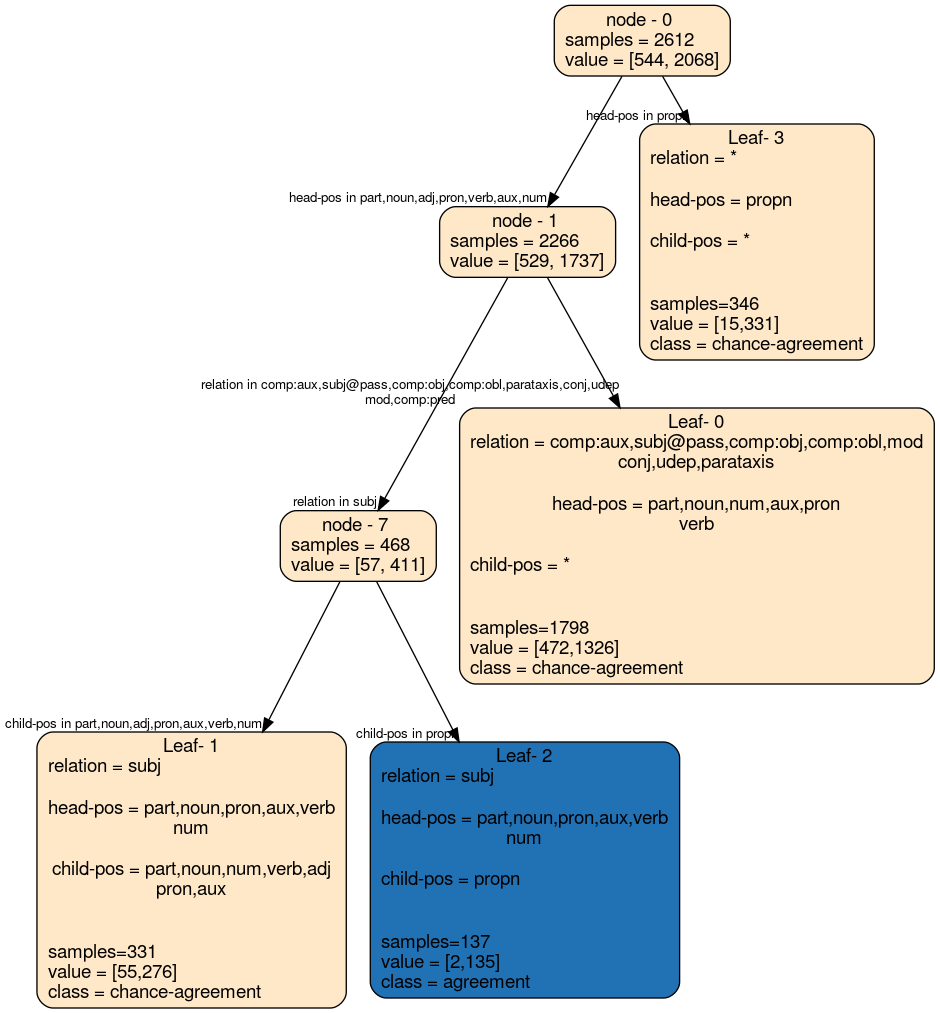 node - 0
samples = 2612
value = [544, 2068]
head-pos in propn
Leaf- 3
relation = *
head-pos = propn
child-pos = *
samples=346
value = [15,331]
class = chance-agreement
head-pos in part,noun,adj,pron,verb,aux,num
node - 1
samples = 2266
value = [529, 1737]
relation in comp:aux,subj@pass,comp:obj,comp:obl,parataxis,conj,udep
mod,comp:pred
Leaf- 0
relation = comp:aux,subj@pass,comp:obj,comp:obl,mod
conj,udep,parataxis
head-pos = part,noun,num,aux,pron
verb
child-pos = *
samples=1798
value = [472,1326]
class = chance-agreement
relation in subj
node - 7
samples = 468
value = [57, 411]
child-pos in part,noun,adj,pron,aux,verb,num
Leaf- 1
relation = subj
head-pos = part,noun,pron,aux,verb
num
child-pos = part,noun,num,verb,adj
pron,aux
samples=331
value = [55,276]
class = chance-agreement
child-pos in propn
Leaf- 2
relation = subj
head-pos = part,noun,pron,aux,verb
num
child-pos = propn
samples=137
value = [2,135]
class = agreement